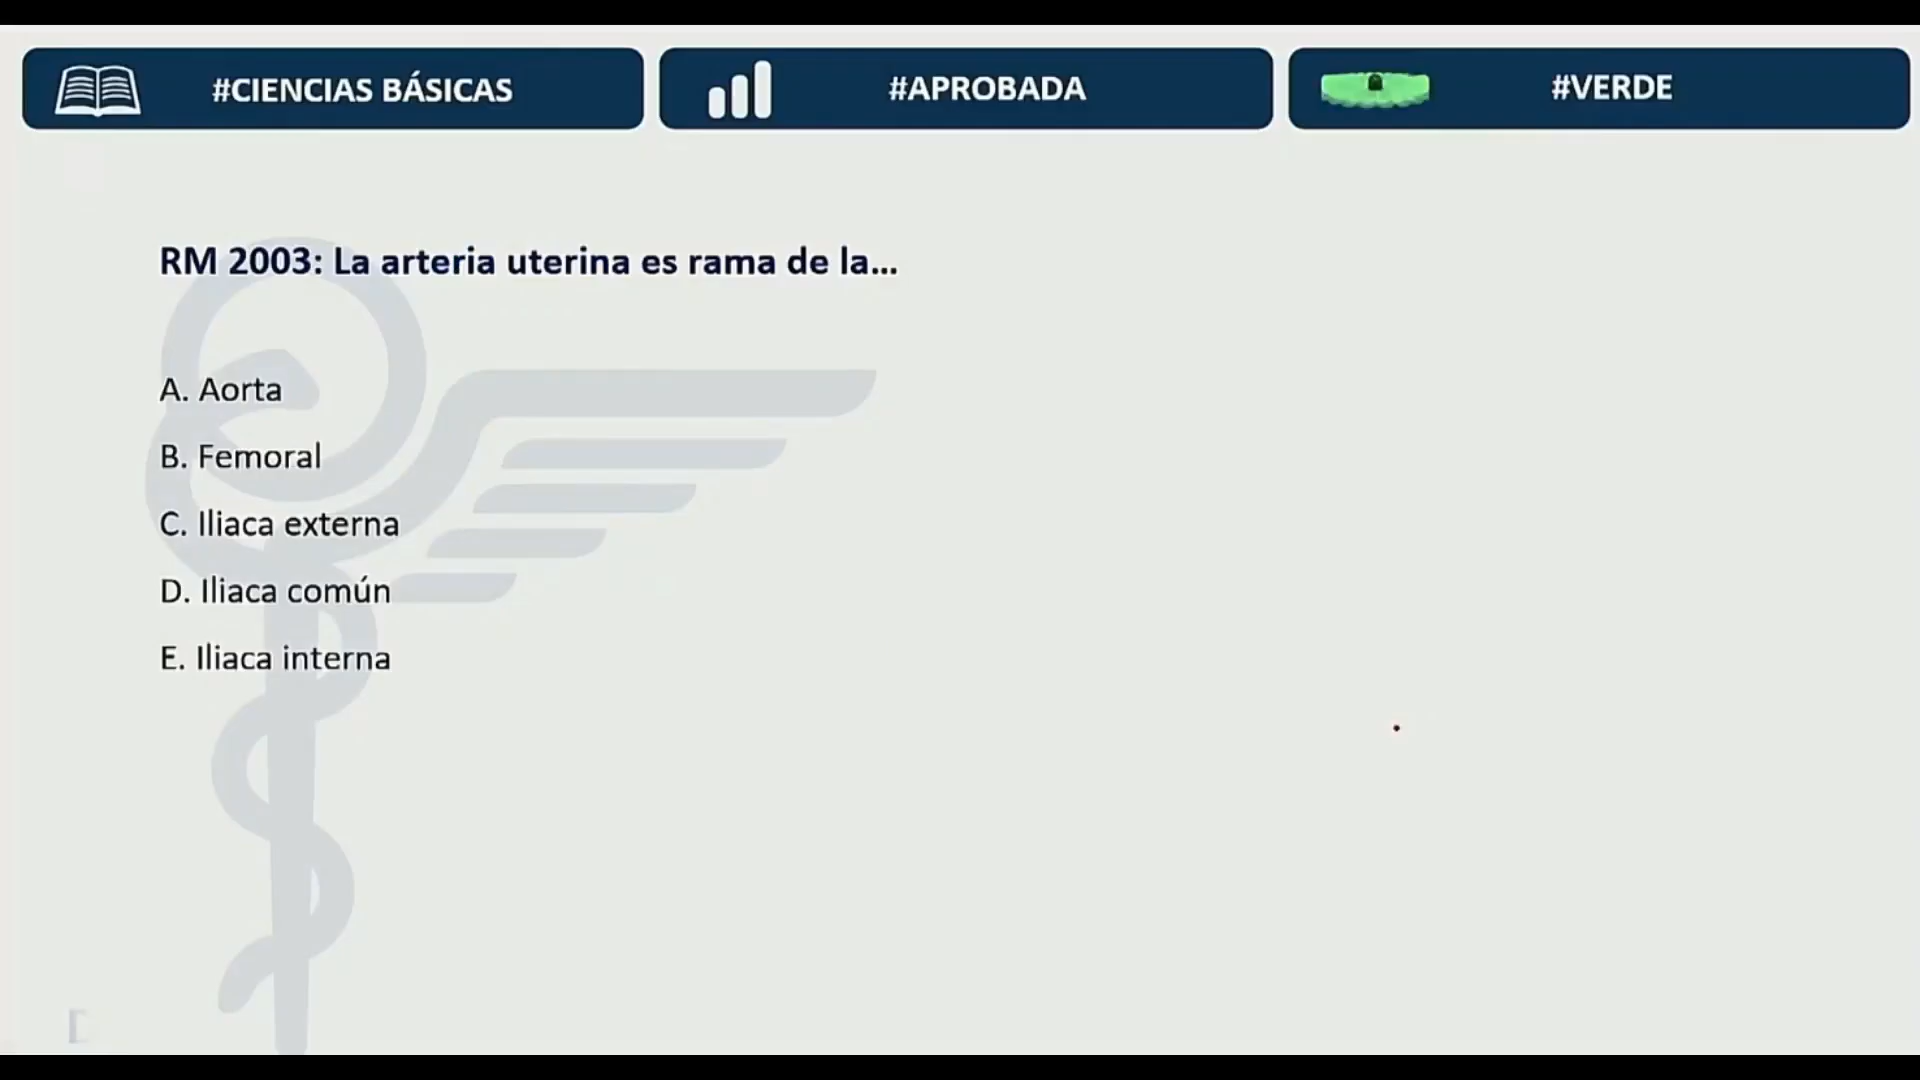 #CIENCIAS BÁSICAS
#APROBADA
#VERDE
RM 2003: La arteria uterina es rama de la...
A. Aorta
B. Femoral
C. Iliaca externa
D. Iliaca común
E. Iliaca interna
D